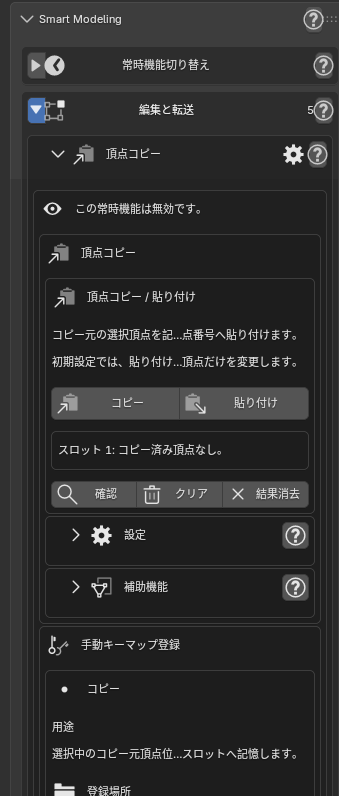 Smart Modeling
常時機能切り替え
編集と転送
5
頂点コピー
この常時機能は無効です。
頂点コピー
頂点コピー / 貼り付け
コピー元の選択頂点を記...点番号へ貼り付けます。
初期設定では、貼り付け...頂点だけを変更します。
コピー
貼り付け
スロット 1: コピー済み頂点なし。
確認
クリア
結果消去
設定
補助機能
手動キーマップ登録
コピー
用途
選択中のコピー元頂点位...スロットへ記憶します。
登録場所